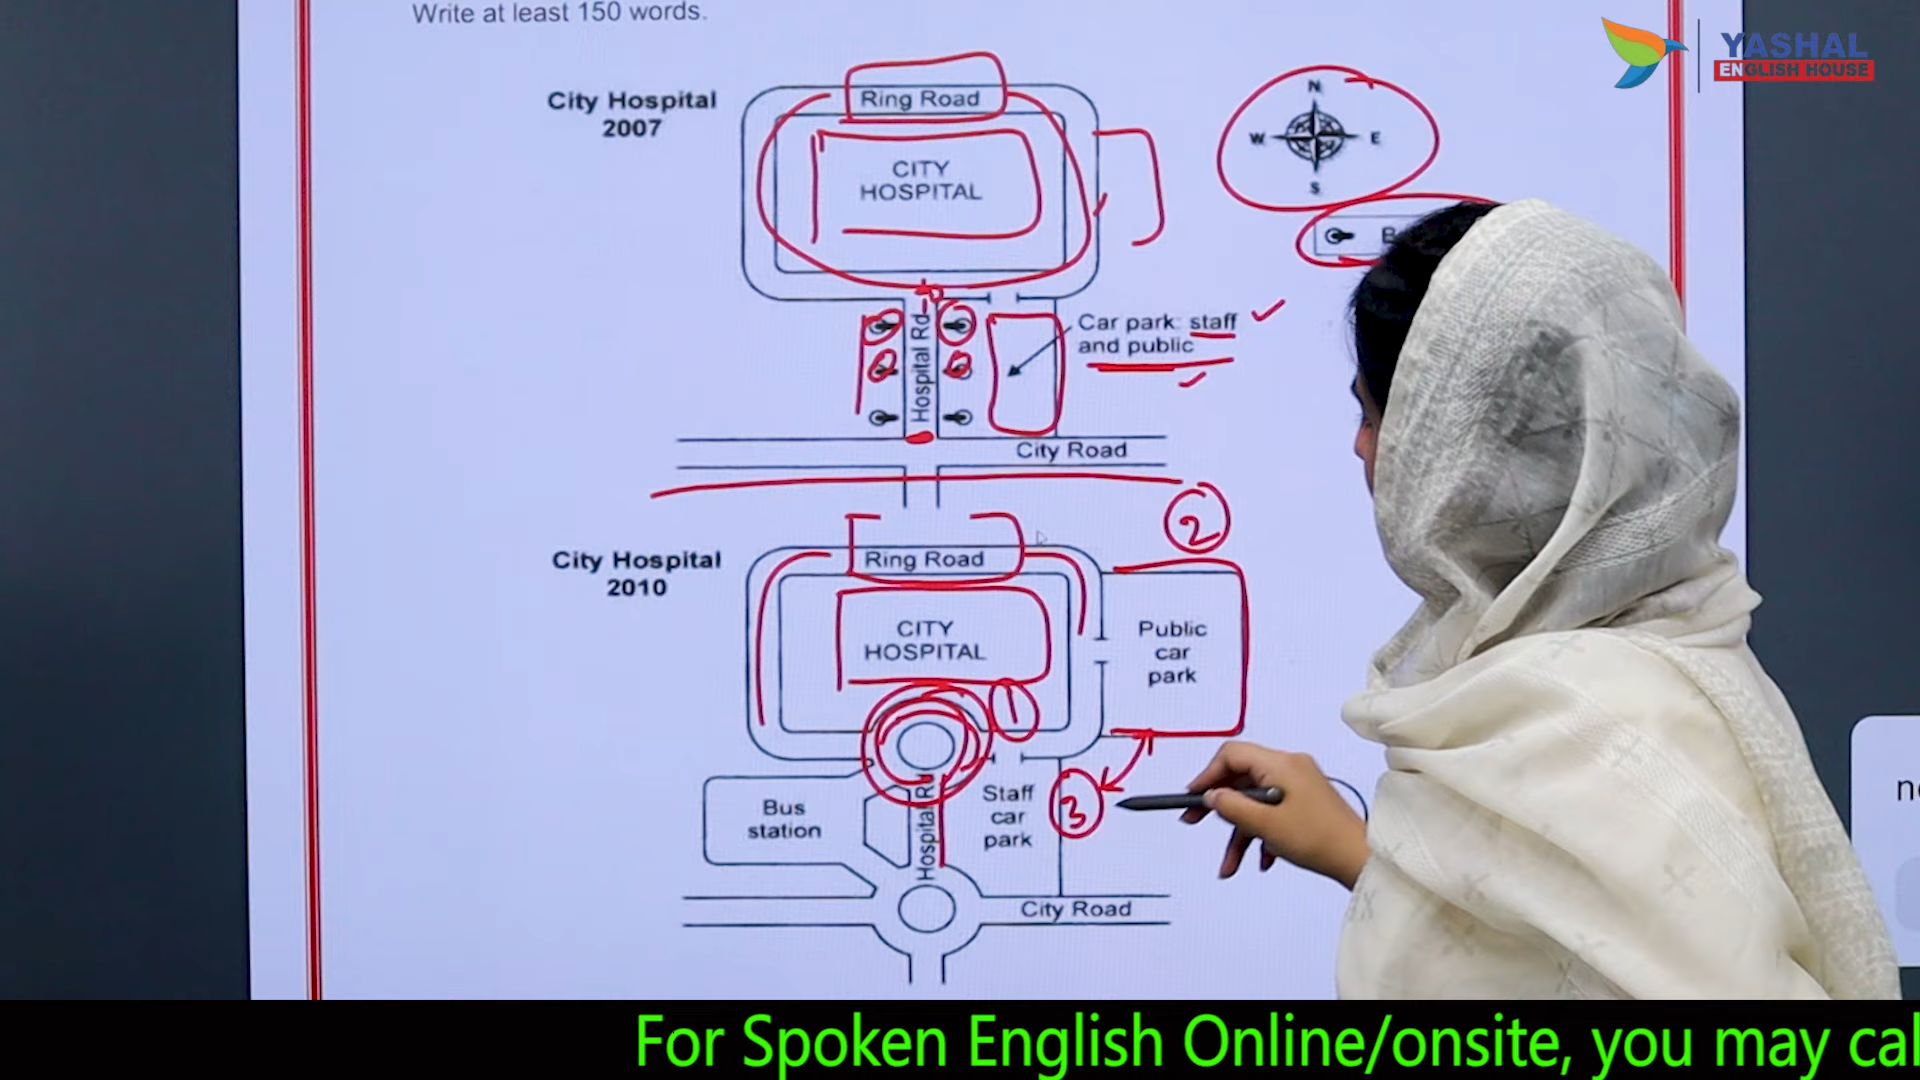 Write at least 150 words.
YASHAL
ENGLISH HOUSE
City Hospital
2007
Ring Road
CITY
HOSPITAL
N
W
E
S
B
Hospital Rd
Car park: staff
and public
City Road
2
City Hospital
2010
Ring Road
CITY
HOSPITAL
1
Public
car
park
Bus
station
Hospital Rd
Staff
car
park
3
City Road
For Spoken English Online/onsite, you may cal